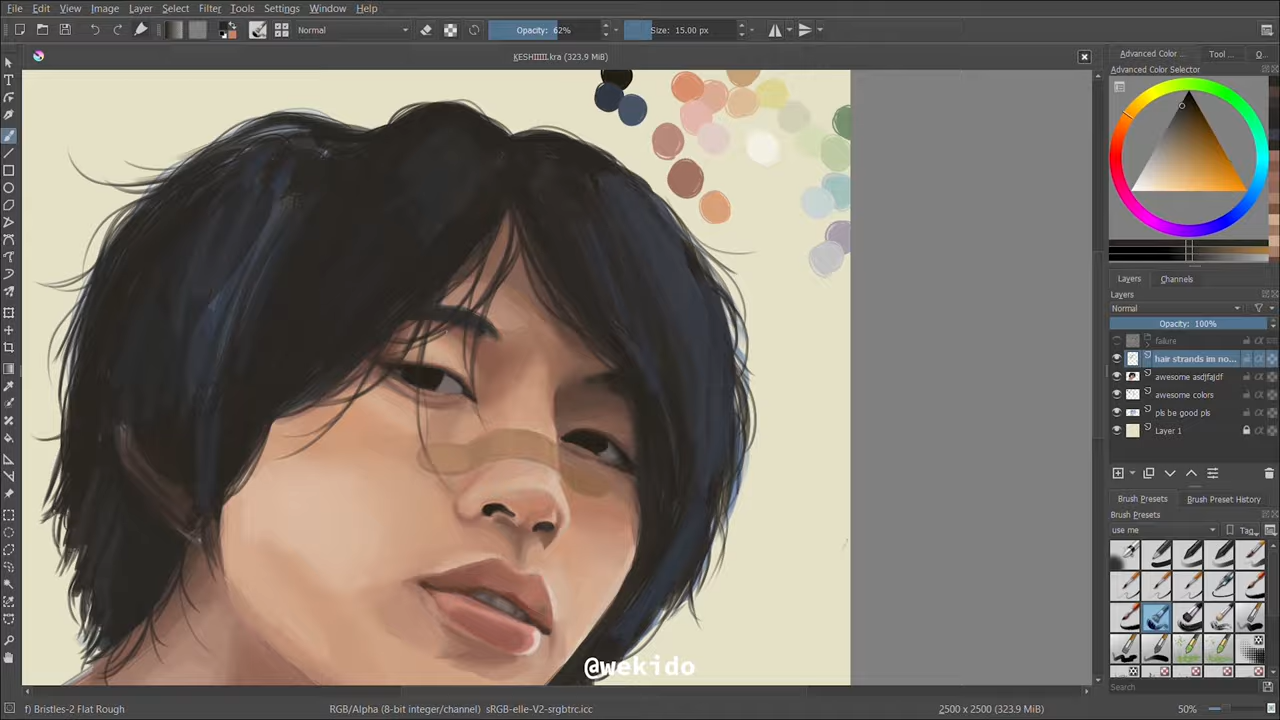 File Edit View Image Layer Select Filter Tools Settings Window Help
Normal
Opacity: 62%
Size: 15.00 px
KESHIIIII.kra (323.9 MiB)
Advanced Color ...
Tool ...
Advanced Color Selector
Layers
Channels
Layers
Normal
Opacity: 100%
failure
hair strands im no...
awesome asdjfajdf
awesome colors
pls be good pls
Layer 1
Brush Presets
Brush Preset History
Brush Presets
use me
Tag
Search
@wekido
f) Bristles-2 Flat Rough
RGB/Alpha (8-bit integer/channel) sRGB-elle-V2-srgbtrc.icc
2500 x 2500 (323.9 MiB)
50%